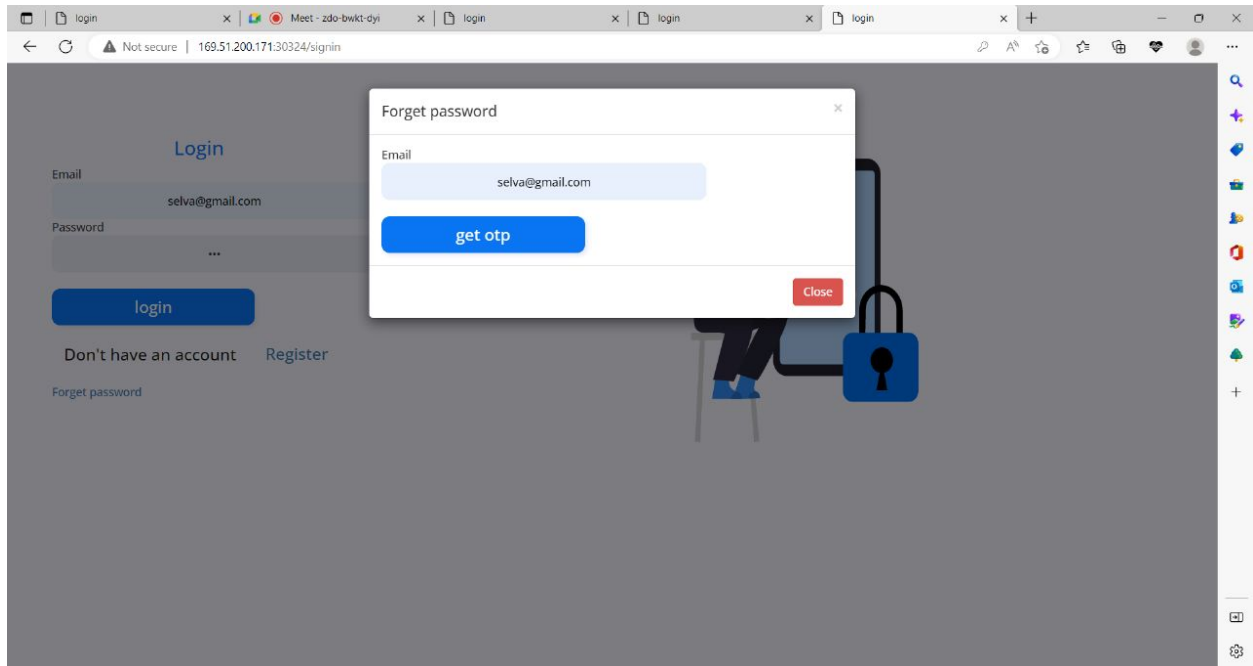 login
Meet - zdo-bwkt-dyi
login
login
login
Not secure | 169.51.200.171:30324/signin
Forget password
Email
selva@gmail.com
get otp
Close
Login
Email
selva@gmail.com
Password
login
Don't have an account Register
Forget password